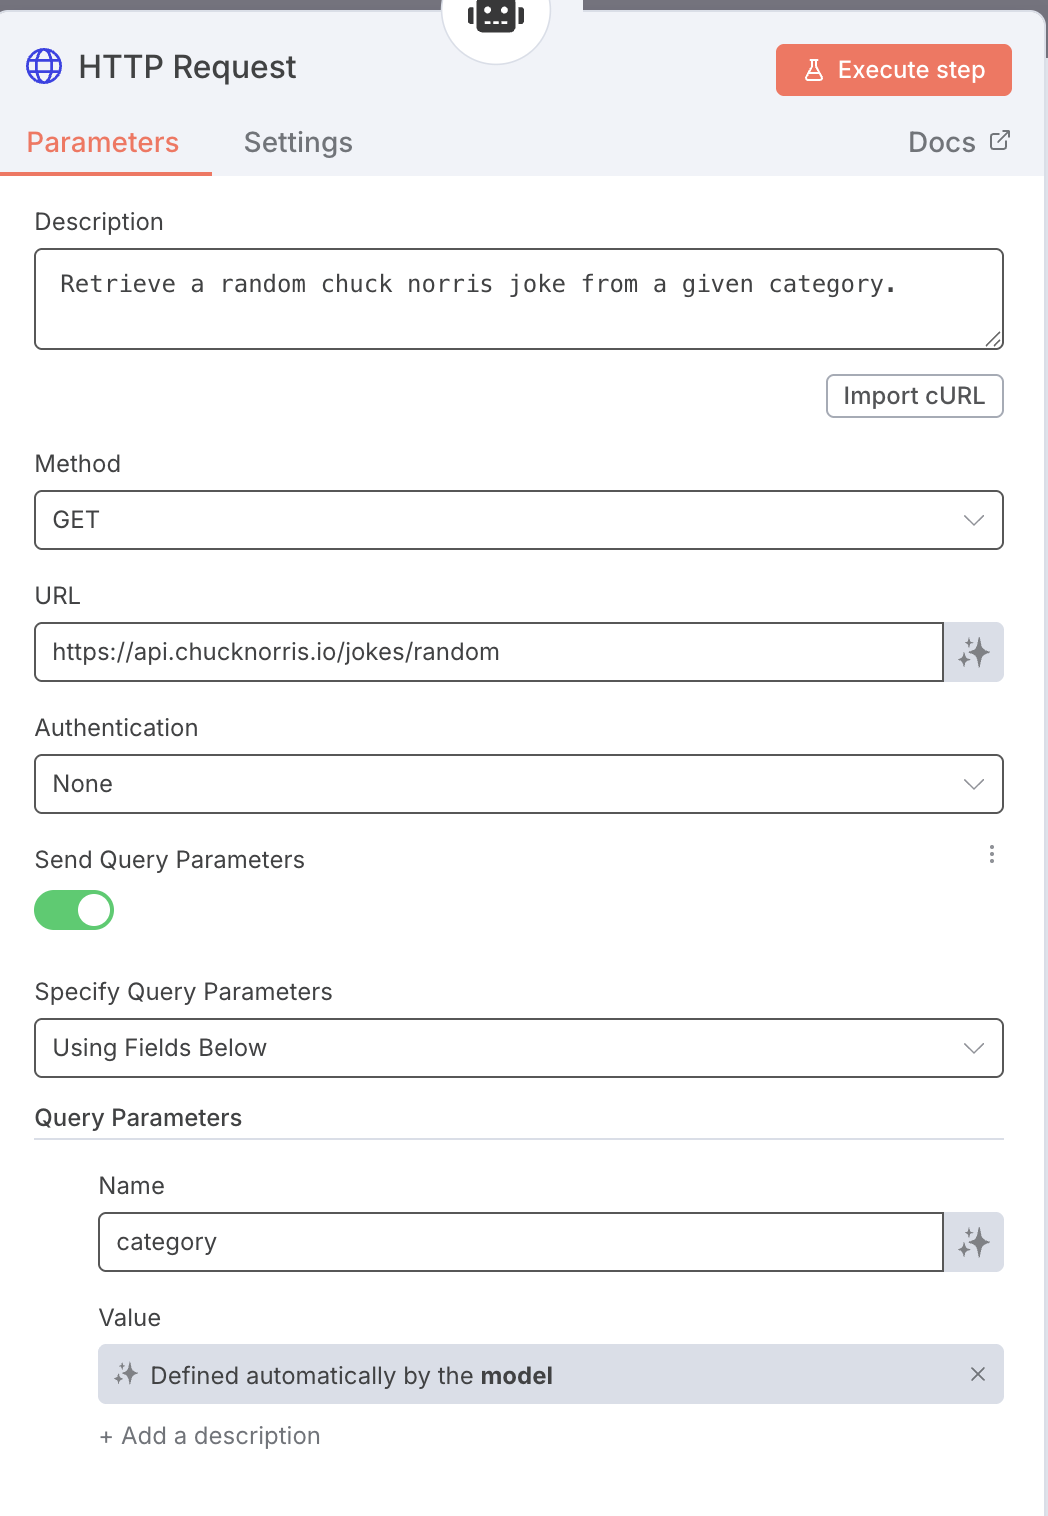 HTTP Request
Execute step
Parameters
Settings
Docs
Description
Retrieve a random chuck norris joke from a given category.
Import cURL
Method
GET
URL
https://api.chucknorris.io/jokes/random
Authentication
None
Send Query Parameters
Specify Query Parameters
Using Fields Below
Query Parameters
Name
category
Value
Defined automatically by the model
+ Add a description